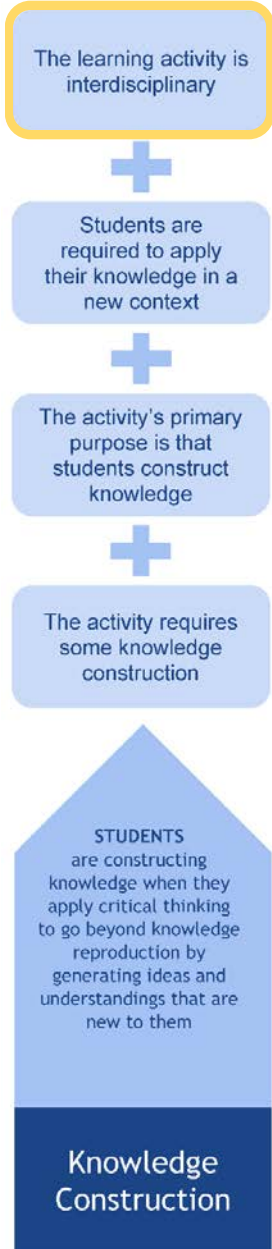 The learning activity is
interdisciplinary
Students are
required to apply
their knowledge in a
new context
The activity's primary
purpose is that
students construct
knowledge
The activity requires
some knowledge
construction
STUDENTS
are constructing
knowledge when they
apply critical thinking
to go beyond knowledge
reproduction by
generating ideas and
understandings that are
new to them
Knowledge
Construction